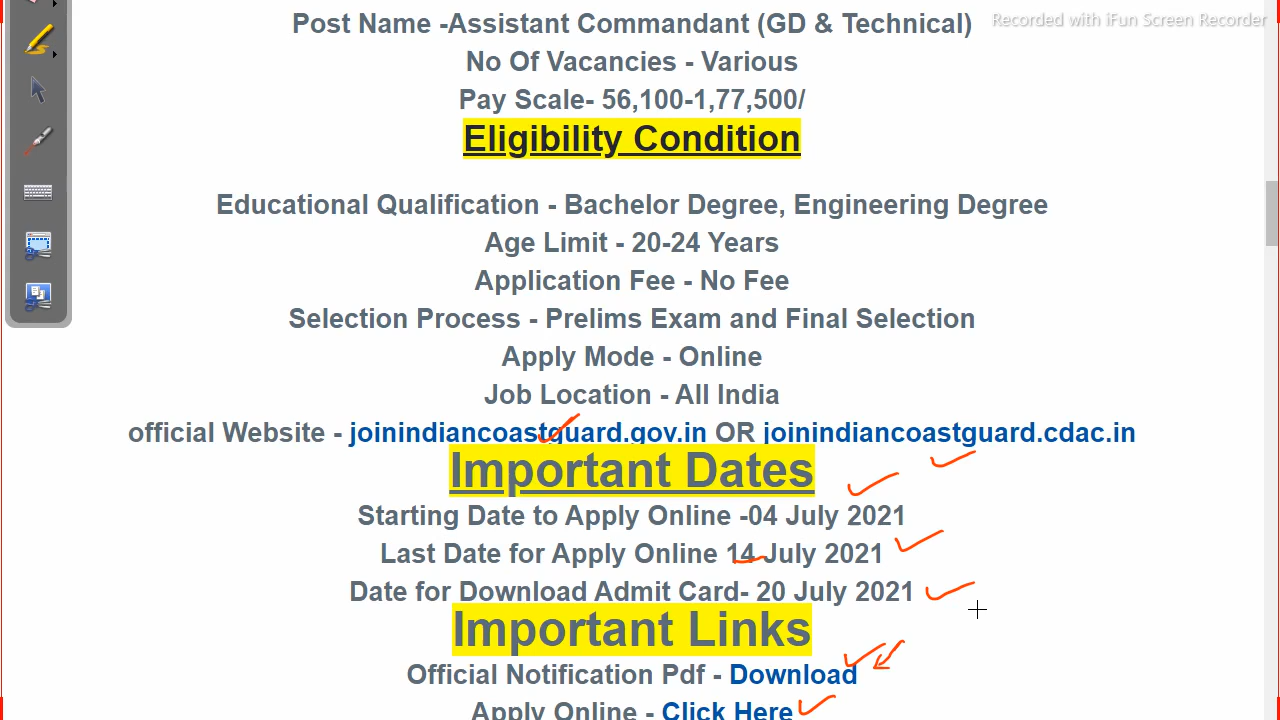 Recorded with iFun Screen Recorder
Post Name -Assistant Commandant (GD & Technical)
No Of Vacancies - Various
Pay Scale- 56,100-1,77,500/
Eligibility Condition
Educational Qualification - Bachelor Degree, Engineering Degree
Age Limit - 20-24 Years
Application Fee - No Fee
Selection Process - Prelims Exam and Final Selection
Apply Mode - Online
Job Location - All India
official Website - joinindiancoastguard.gov.in OR joinindiancoastguard.cdac.in
Important Dates
Starting Date to Apply Online -04 July 2021
Last Date for Apply Online 14 July 2021
Date for Download Admit Card- 20 July 2021
Important Links
Official Notification Pdf - Download
Apply Online - Click Here